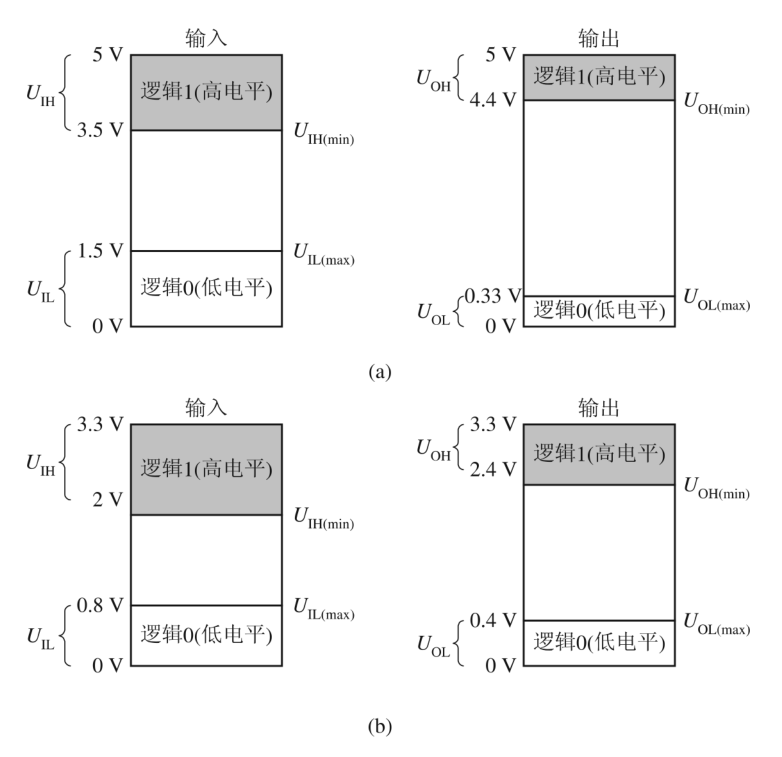 输入
5 V
U_IH
逻辑1(高电平)
3.5 V
U_IH(min)
1.5 V
U_IL(max)
U_IL
逻辑0(低电平)
0 V
输出
5 V
U_OH
逻辑1(高电平)
4.4 V
U_OH(min)
0.33 V
U_OL(max)
U_OL
逻辑0(低电平)
0 V
(a)
输入
3.3 V
U_IH
逻辑1(高电平)
2 V
U_IH(min)
0.8 V
U_IL(max)
U_IL
逻辑0(低电平)
0 V
输出
3.3 V
U_OH
逻辑1(高电平)
2.4 V
U_OH(min)
0.4 V
U_OL(max)
U_OL
逻辑0(低电平)
0 V
(b)